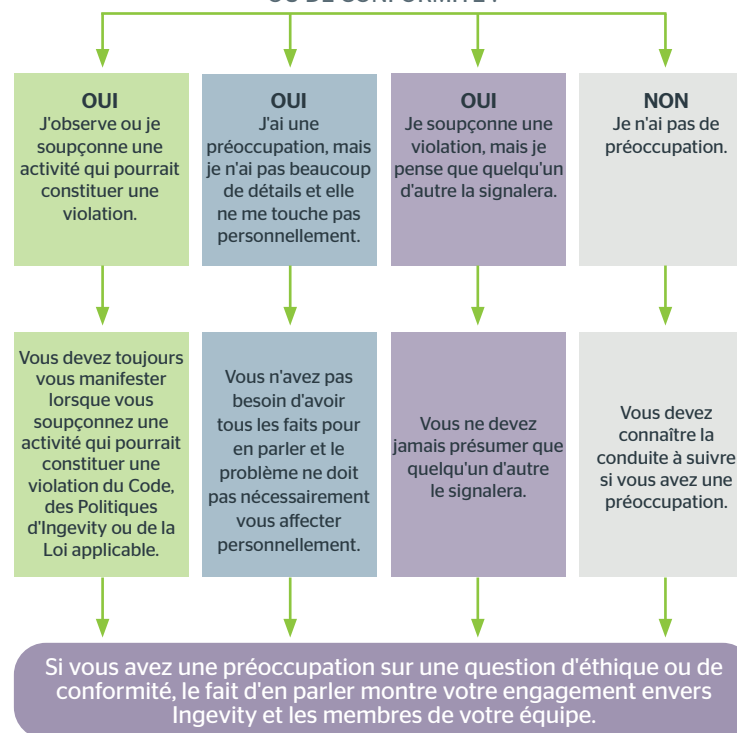 OUI
J'observe ou je
soupçonne une
activité qui pourrait
constituer une
violation.
OUI
J'ai une
préoccupation, mais
je n'ai pas beaucoup
de détails et elle
ne me touche pas
personnellement.
OUI
Je soupçonne une
violation, mais je
pense que quelqu'un
d'autre la signalera.
NON
Je n'ai pas de
préoccupation.
Vous devez toujours
vous manifester
lorsque vous
soupçonnez une
activité qui pourrait
constituer une
violation du Code,
des Politiques
d'Ingevity ou de la
Loi applicable.
Vous n'avez pas
besoin d'avoir
tous les faits pour
en parler et le
problème ne doit
pas nécessairement
vous affecter
personnellement.
Vous ne devez
jamais présumer que
quelqu'un d'autre
le signalera.
Vous devez
connaître la
conduite à suivre
si vous avez une
préoccupation.
Si vous avez une préoccupation sur une question d'éthique ou de
conformité, le fait d'en parler montre votre engagement envers
Ingevity et les membres de votre équipe.